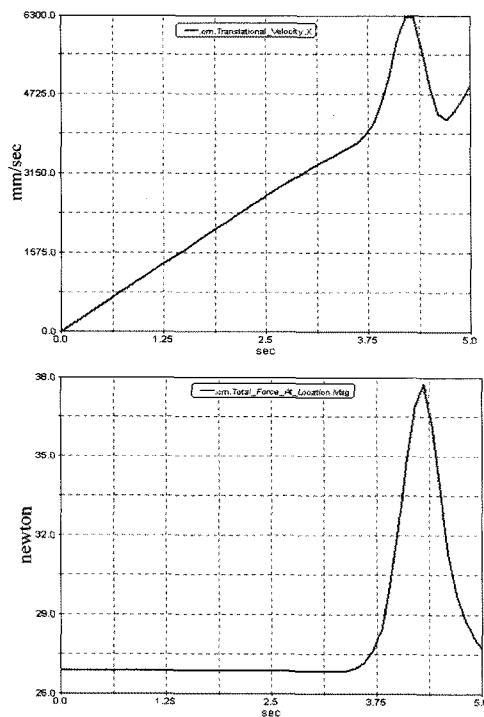 6300.0
.cm.Translational_Velocity.X
4725.0
mm/sec
3150.0
1575.0
0.0
0.0 1.25 2.5 3.75 5.0
sec
38.0
.cm.Total_Force_At_Location.Mag
35.0
newton
32.0
29.0
26.0
0.0 1.25 2.5 3.75 5.0
sec